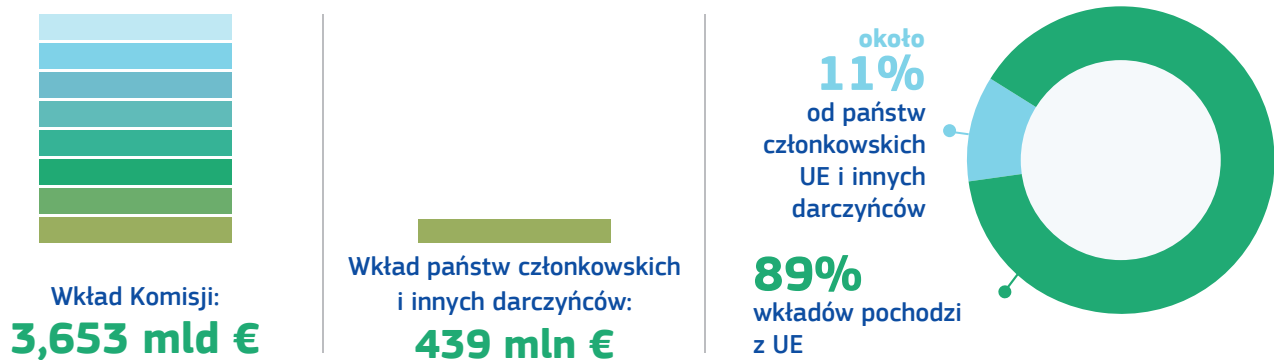 Wkład Komisji:
3,653 mld €
Wkład państw członkowskich
i innych darczyńców:
439 mln €
około
11%
od państw
członkowskich
UE i innych
darczyńców
89%
wkładów pochodzi
z UE